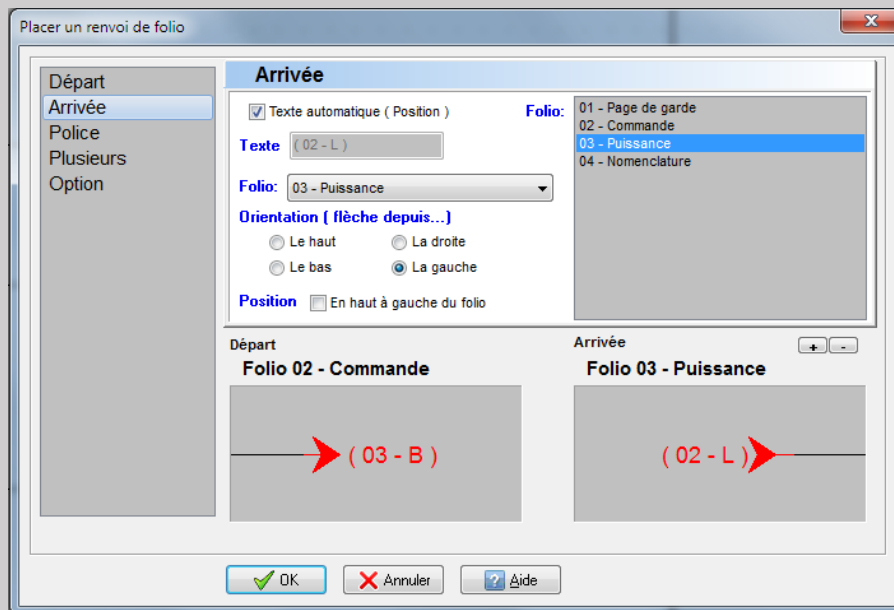 Placer un renvoi de folio
Départ
Arrivée
Police
Plusieurs
Option
Arrivée
Texte automatique ( Position )
Texte ( 02 - L )
Folio: 03 - Puissance
Orientation ( flèche depuis...)
Le haut La droite
Le bas La gauche
Position En haut à gauche du folio
Folio:
01 - Page de garde
02 - Commande
03 - Puissance
04 - Nomenclature
Départ
Folio 02 - Commande
( 03 - B )
Arrivée + -
Folio 03 - Puissance
( 02 - L )
OK Annuler ? Aide